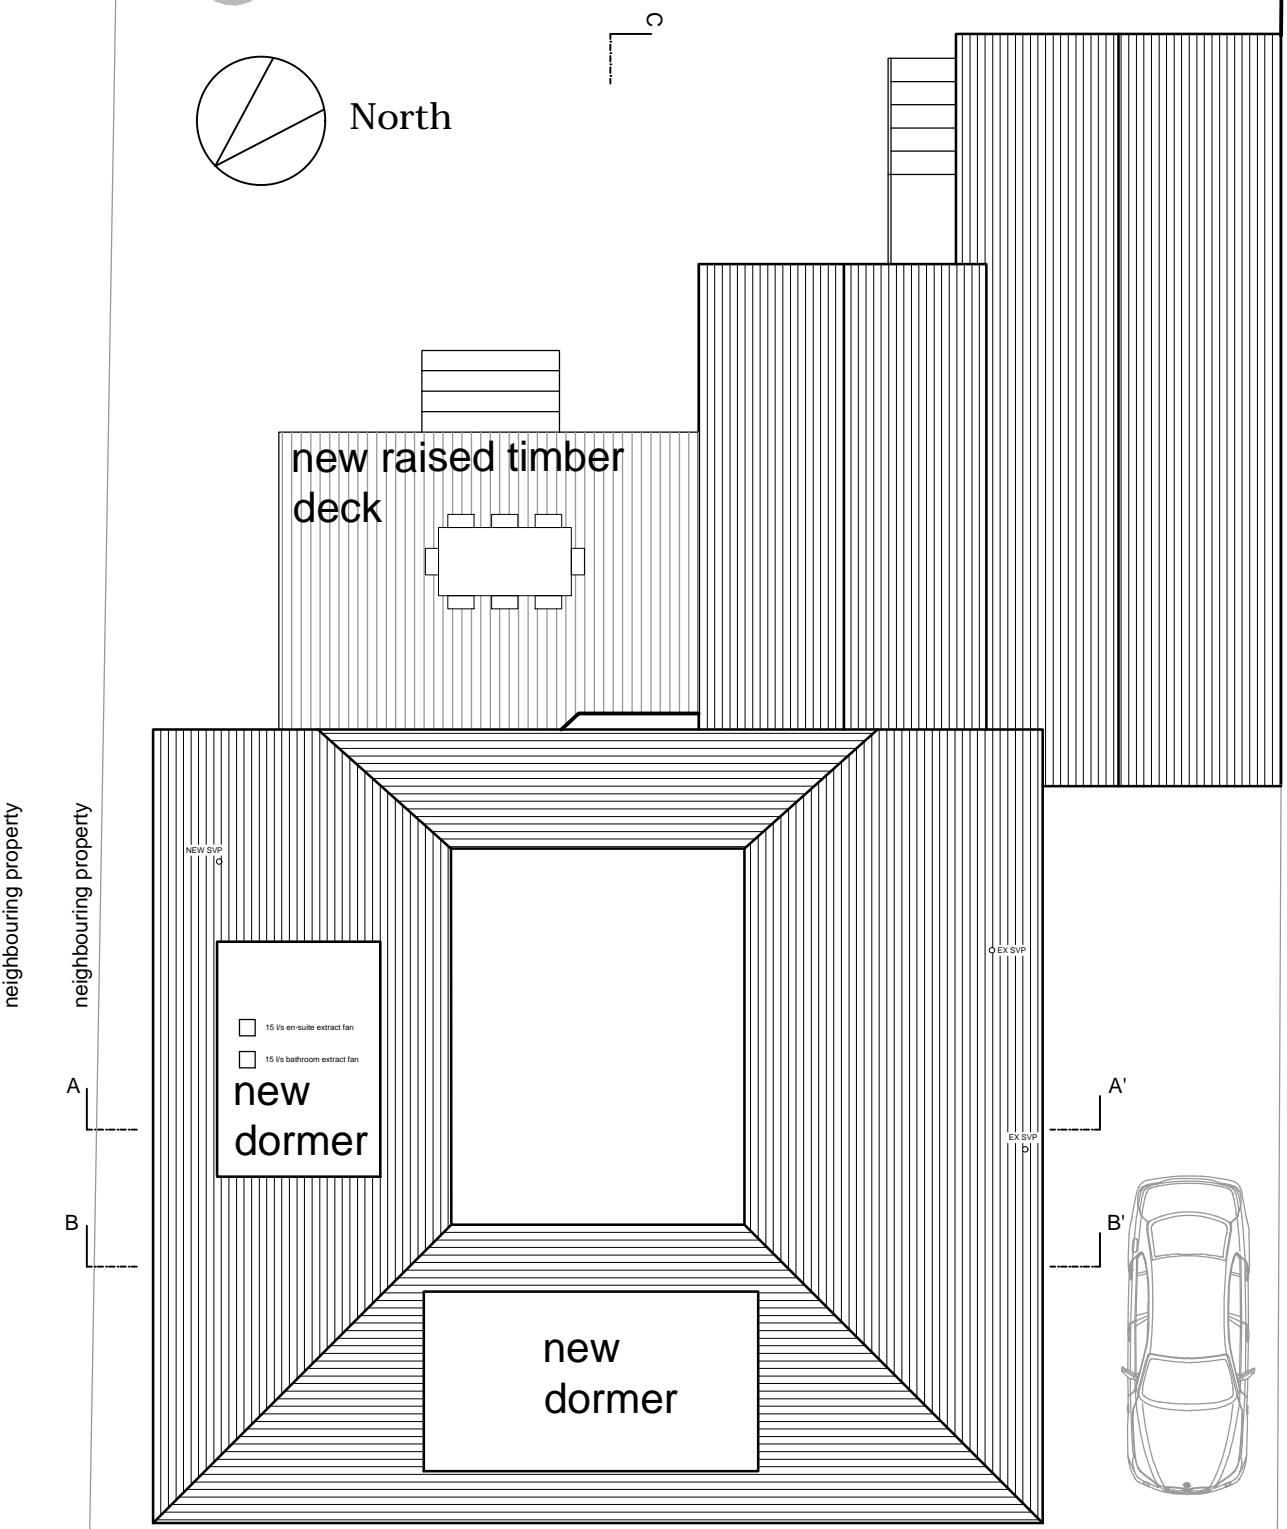 C
North
new raised timber
deck
neighbouring property
neighbouring property
NEW SVP
EX SVP
15 l/s en-suite extract fan
15 l/s bathroom extract fan
new
dormer
A
A'
EX SVP
B
B'
new
dormer